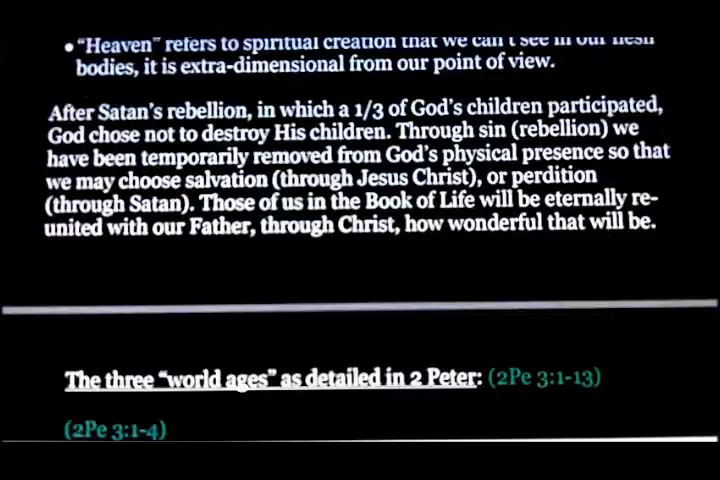 • “Heaven” refers to spiritual creation that we can't see in our flesh
bodies, it is extra-dimensional from our point of view.
After Satan’s rebellion, in which a 1/3 of God’s children participated,
God chose not to destroy His children. Through sin (rebellion) we
have been temporarily removed from God’s physical presence so that
we may choose salvation (through Jesus Christ), or perdition
(through Satan). Those of us in the Book of Life will be eternally re-
united with our Father, through Christ, how wonderful that will be.
The three “world ages” as detailed in 2 Peter: (2Pe 3:1-13)
(2Pe 3:1-4)